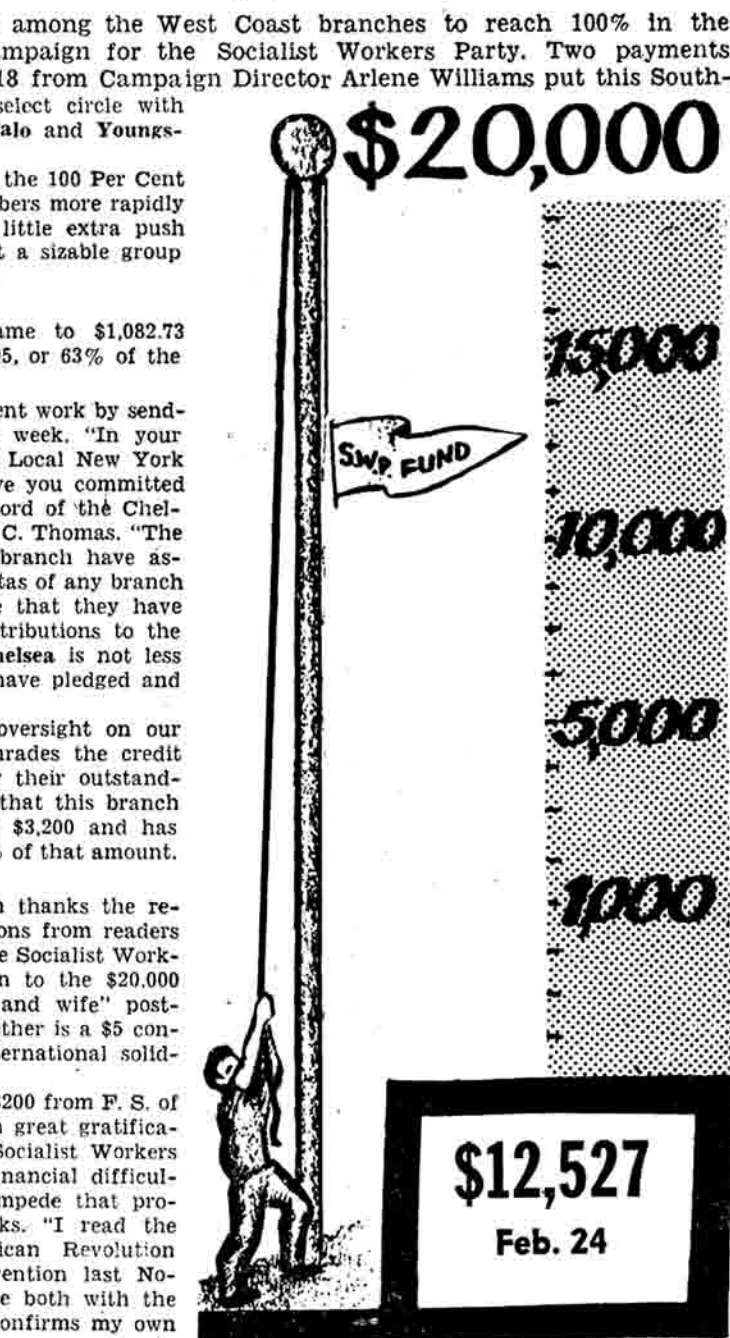 among the West Coast branches to reach 100% in the
mpaign for the Socialist Workers Party. Two payments
18 from Campaign Director Arlene Williams put this South-
select circle with
alo and Youngs-
the 100 Per Cent
bers more rapidly
little extra push
t a sizable group
ame to $1,082.73
5, or 63% of the
ent work by send-
week. "In your
Local New York
ve you committed
ord of the Chel-
C. Thomas. "The
branch have as-
tas of any branch
e that they have
tributions to the
helsea is not less
have pledged and
oversight on our
mrades the credit
r their outstand-
that this branch
$3,200 and has
% of that amount.
n thanks the re-
ons from readers
e Socialist Work-
n to the $20,000
and wife" post-
ther is a $5 con-
ernational solid-
$200 from F. S. of
h great gratifica-
Socialist Workers
nancial difficul-
mpede that pro-
ks. "I read the
ican Revolution
ention last No-
e both with the
confirms my own
$20,000
15,000
S.W.P. FUND
10,000
5,000
1,000
$12,527
Feb. 24